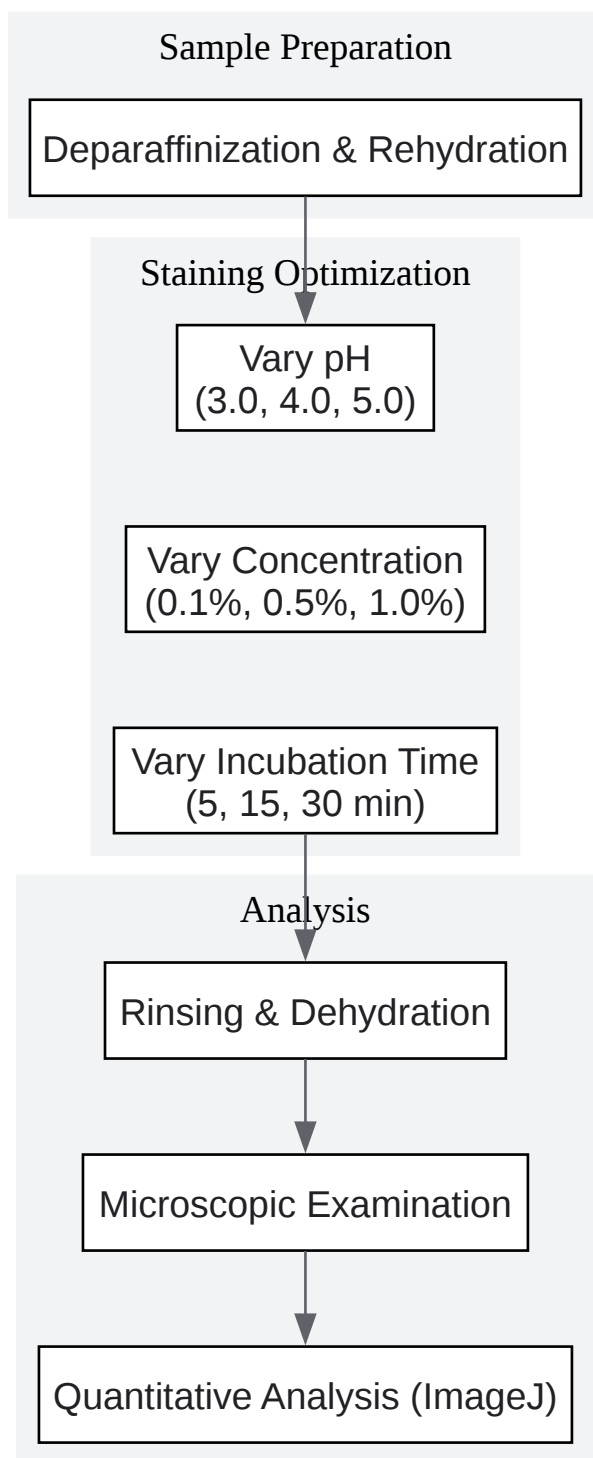 Sample Preparation
Deparaffinization & Rehydration
Staining Optimization
Vary pH
(3.0, 4.0, 5.0)
Vary Concentration
(0.1%, 0.5%, 1.0%)
Vary Incubation Time
(5, 15, 30 min)
Analysis
Rinsing & Dehydration
Microscopic Examination
Quantitative Analysis (ImageJ)